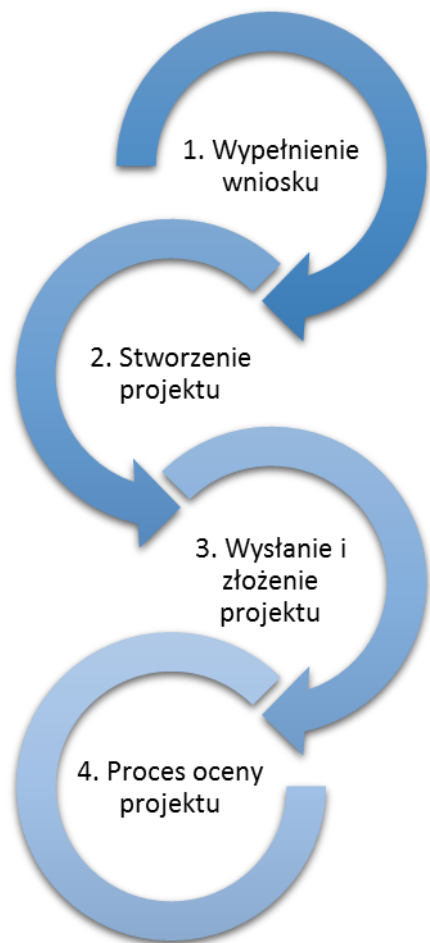 1. Wypełnienie
wniosku
2. Stworzenie
projektu
3. Wysłanie i
złożenie
projektu
4. Proces oceny
projektu